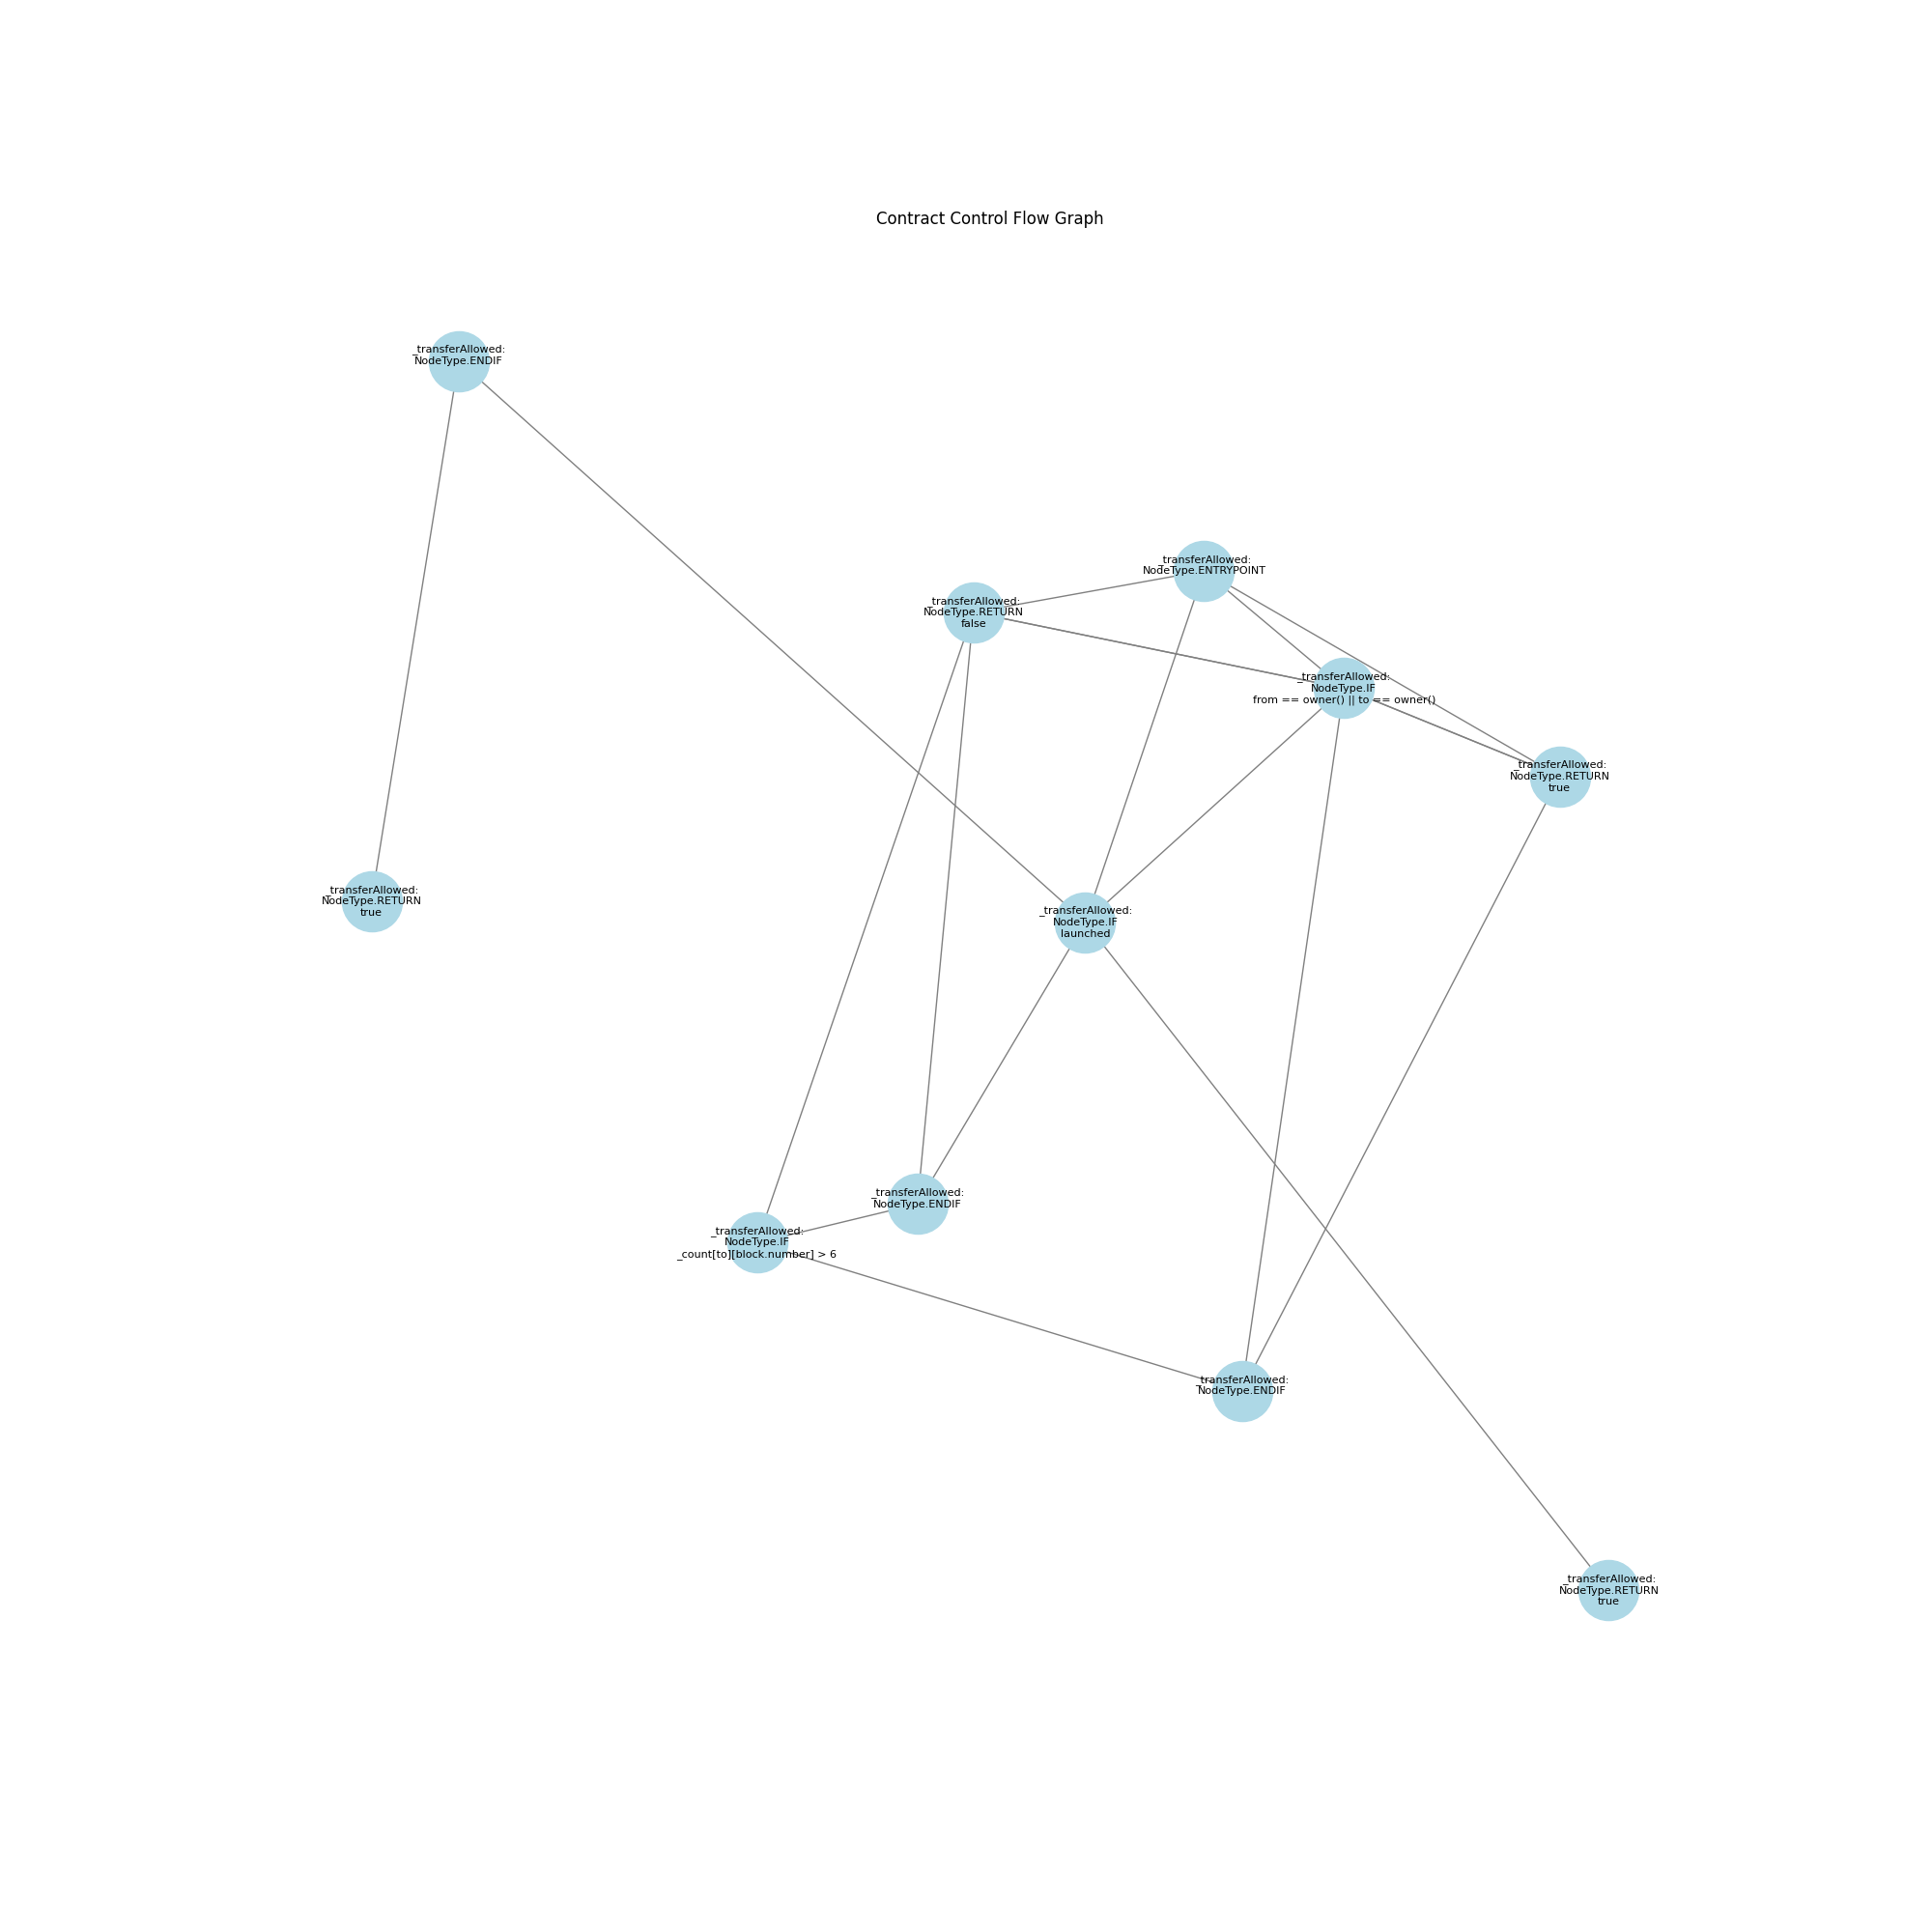 Contract Control Flow Graph
_transferAllowed:
NodeType.ENDIF
_transferAllowed:
NodeType.ENTRYPOINT
_transferAllowed:
NodeType.RETURN
false
_transferAllowed:
NodeType.IF
from == owner() || to == owner()
_transferAllowed:
NodeType.RETURN
true
_transferAllowed:
NodeType.RETURN
true
_transferAllowed:
NodeType.IF
launched
_transferAllowed:
NodeType.ENDIF
_transferAllowed:
NodeType.IF
_count[to][block.number] > 6
_transferAllowed:
NodeType.ENDIF
_transferAllowed:
NodeType.RETURN
true